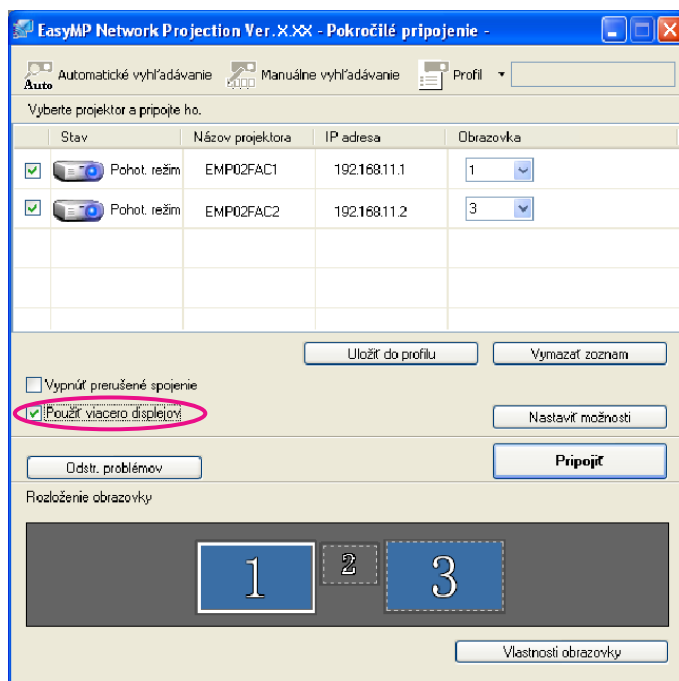 EasyMP Network Projection Ver.X.XX - Pokročilé pripojenie -
Auto Automatické vyhľadávanie Manuálne vyhľadávanie Profil
Vyberte projektor a pripojte ho.
Stav Názov projektora IP adresa Obrazovka
Pohot. režim EMP02FAC1 192.168.11.1 1
Pohot. režim EMP02FAC2 192.168.11.2 3
Uložiť do profilu Vymazať zoznam
Vypnúť prerušené spojenie
Použiť viacero displejov Nastaviť možnosti
Odstr. problémov Pripojiť
Rozloženie obrazovky
1 2 3
Vlastnosti obrazovky